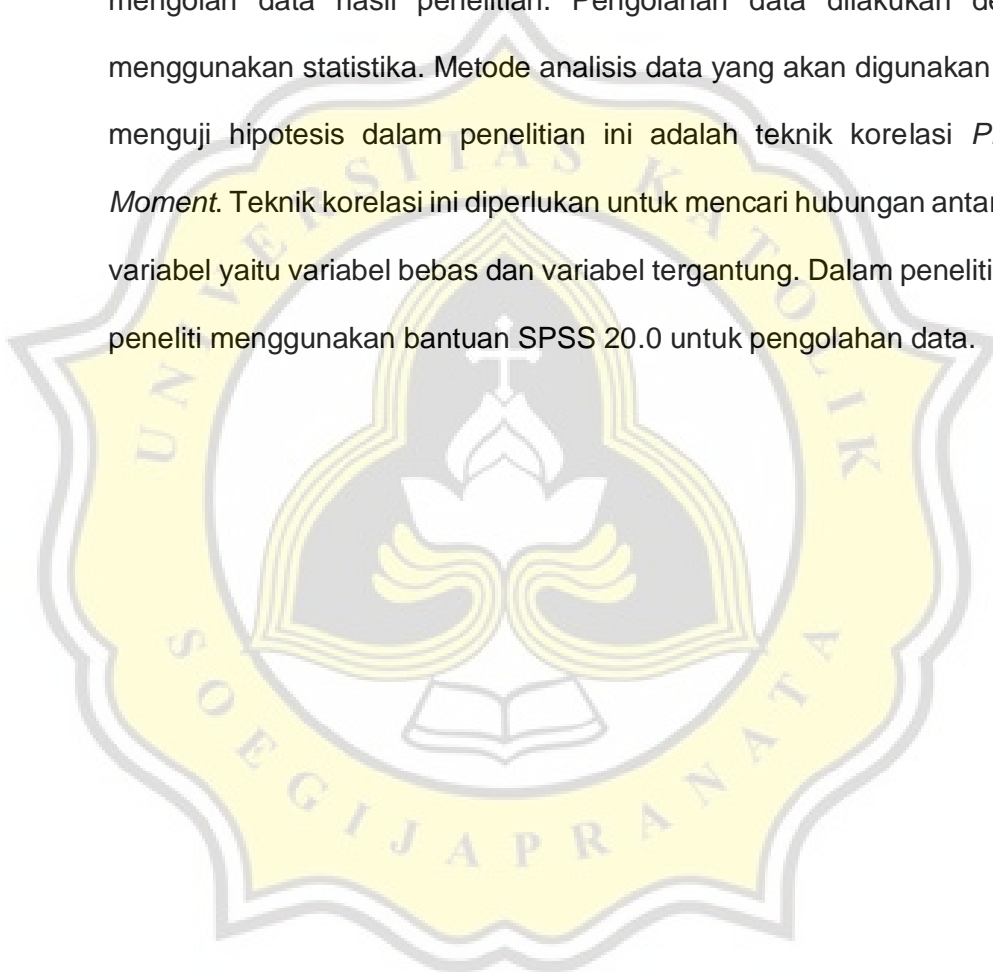 mengolah data hasil penelitian. Pengolahan data dilakukan de
menggunakan statistika. Metode analisis data yang akan digunakan
menguji hipotesis dalam penelitian ini adalah teknik korelasi P
Moment. Teknik korelasi ini diperlukan untuk mencari hubungan antar
variabel yaitu variabel bebas dan variabel tergantung. Dalam peneliti
peneliti menggunakan bantuan SPSS 20.0 untuk pengolahan data.
UNIVERSITAS KATOLIK
SOEGIJAPRANATA